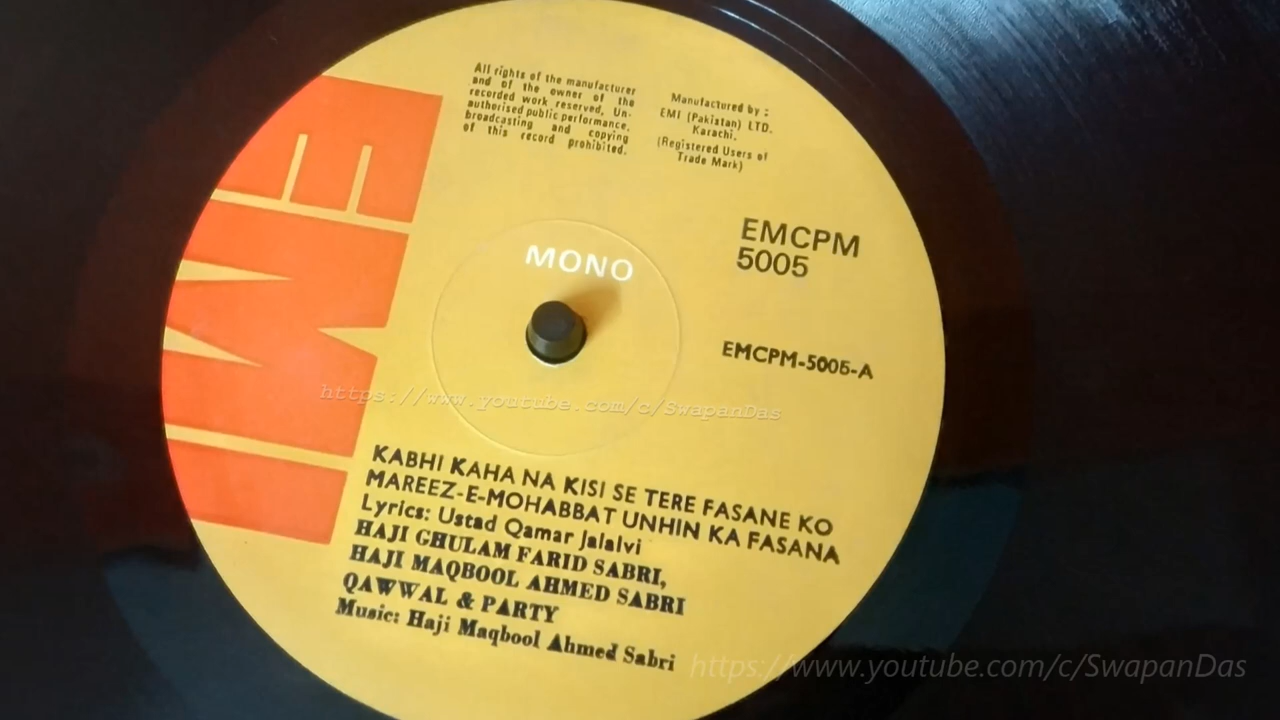 EMI
All rights of the manufacturer
and of the owner of the
recorded work reserved, Un-
authorised public performance,
broadcasting and copying
of this record prohibited.
Manufactured by :
EMI (Pakistan) LTD.
Karachi.
(Registered Users of
Trade Mark)
EMCPM
5005
MONO
EMCPM-5005-A
https://www.youtube.com/c/SwapanDas
KABHI KAHA NA KISI SE TERE FASANE KO
MAREEZ-E-MOHABBAT UNHIN KA FASANA
Lyrics: Ustad Qamar Jalalvi
HAJI GHULAM FARID SABRI,
HAJI MAQBOOL AHMED SABRI
QAWWAL & PARTY
Music: Haji Maqbool Ahmed Sabri
https://www.youtube.com/c/SwapanDas